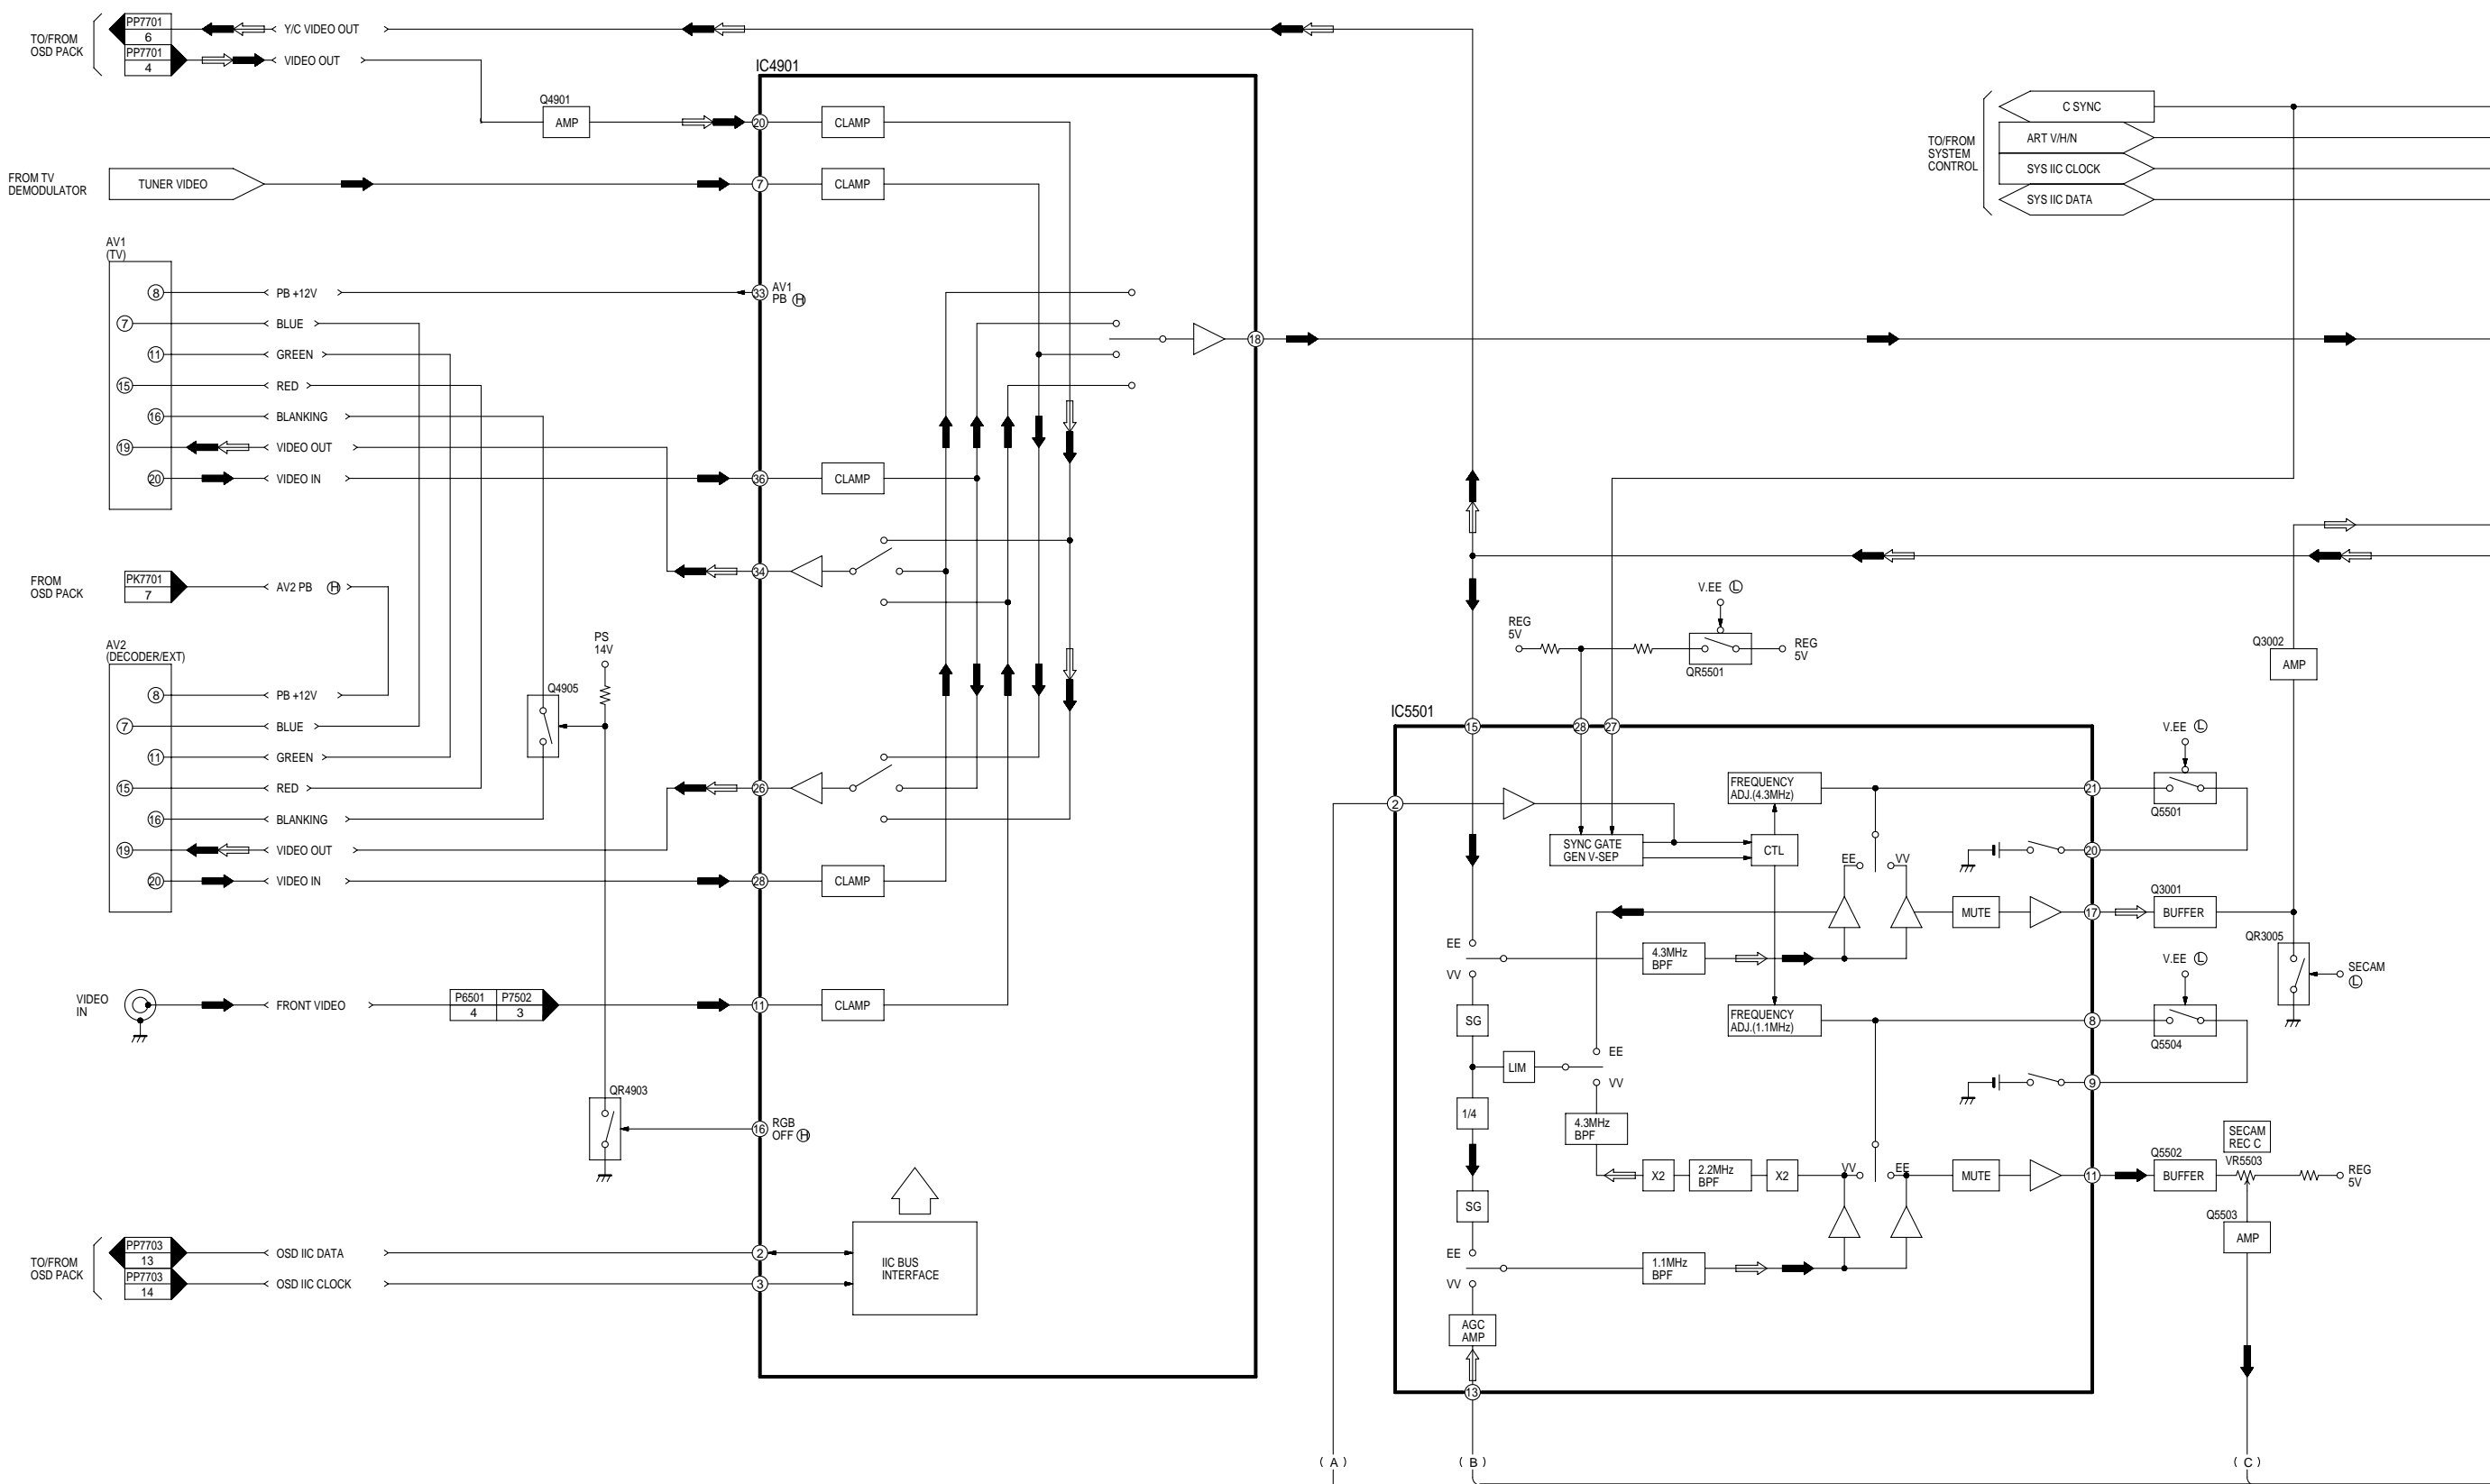 PP7701
6
TO/FROM
OSD PACK
PP7701
4
Y/C VIDEO OUT
VIDEO OUT
Q4901
AMP
IC4901
20
CLAMP
FROM TV
DEMODULATOR
TUNER VIDEO
7
CLAMP
TO/FROM
SYSTEM
CONTROL
C SYNC
ART V/H/N
SYS IIC CLOCK
SYS IIC DATA
AV1
(TV)
8
PB +12V
33
AV1
PB H
7
BLUE
11
GREEN
18
15
RED
16
BLANKING
19
VIDEO OUT
20
VIDEO IN
36
CLAMP
34
FROM
OSD PACK
PK7701
7
AV2 PB H
AV2
(DECODER/EXT)
PS
14V
Q4905
8
PB +12V
7
BLUE
11
GREEN
15
RED
26
16
BLANKING
19
VIDEO OUT
20
VIDEO IN
28
CLAMP
VIDEO
IN
FRONT VIDEO
P6501
4
P7502
3
11
CLAMP
QR4903
16
RGB
OFF H
TO/FROM
OSD PACK
PP7703
13
PP7703
14
OSD IIC DATA
OSD IIC CLOCK
2
3
IIC BUS
INTERFACE
V.EE L
REG
5V
REG
5V
QR5501
Q3002
AMP
IC5501
15
28
27
V.EE L
2
FREQUENCY
ADJ.(4.3MHz)
21
Q5501
SYNC GATE
GEN V-SEP
CTL
20
EE
VV
Q3001
MUTE
17
BUFFER
QR3005
EE
4.3MHz
BPF
V.EE L
SECAM
L
VV
SG
FREQUENCY
ADJ.(1.1MHz)
8
Q5504
EE
LIM
VV
9
1/4
4.3MHz
BPF
SECAM
REC C
VR5503
Q5502
X2
2.2MHz
BPF
X2
VV
EE
MUTE
11
BUFFER
REG
5V
SG
Q5503
AMP
EE
1.1MHz
BPF
VV
AGC
AMP
13
( A )
( B )
( C )